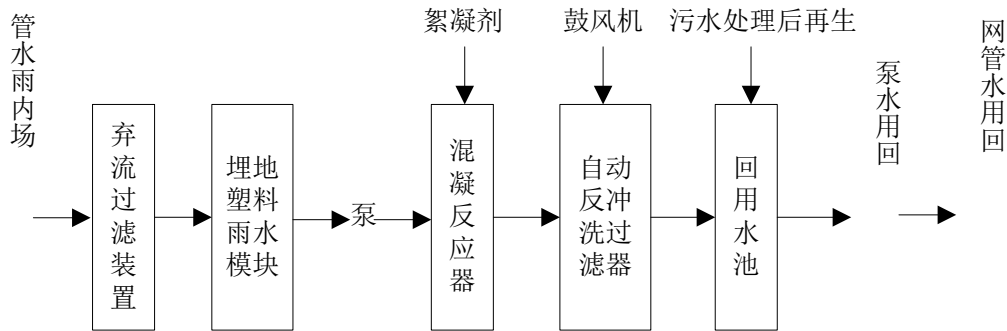 管水雨内场
絮凝剂
鼓风机
污水处理后再生
泵水用回
网管水用回
弃流过滤装置
埋地
塑料
雨水
模块
泵
混凝反应器
自动
反冲
洗过
滤器
回用水池